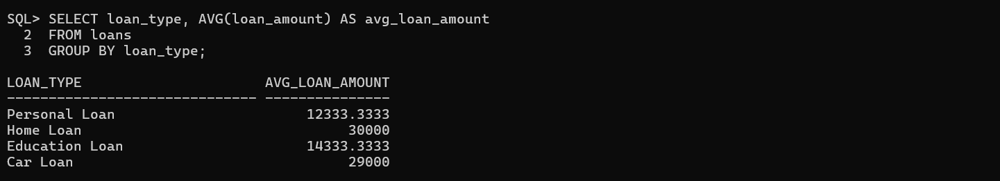 SQL> SELECT loan_type, AVG(loan_amount) AS avg_loan_amount
  2  FROM loans
  3  GROUP BY loan_type;

LOAN_TYPE                      AVG_LOAN_AMOUNT
------------------------------ ---------------
Personal Loan                       12333.3333
Home Loan                                30000
Education Loan                      14333.3333
Car Loan                                 29000